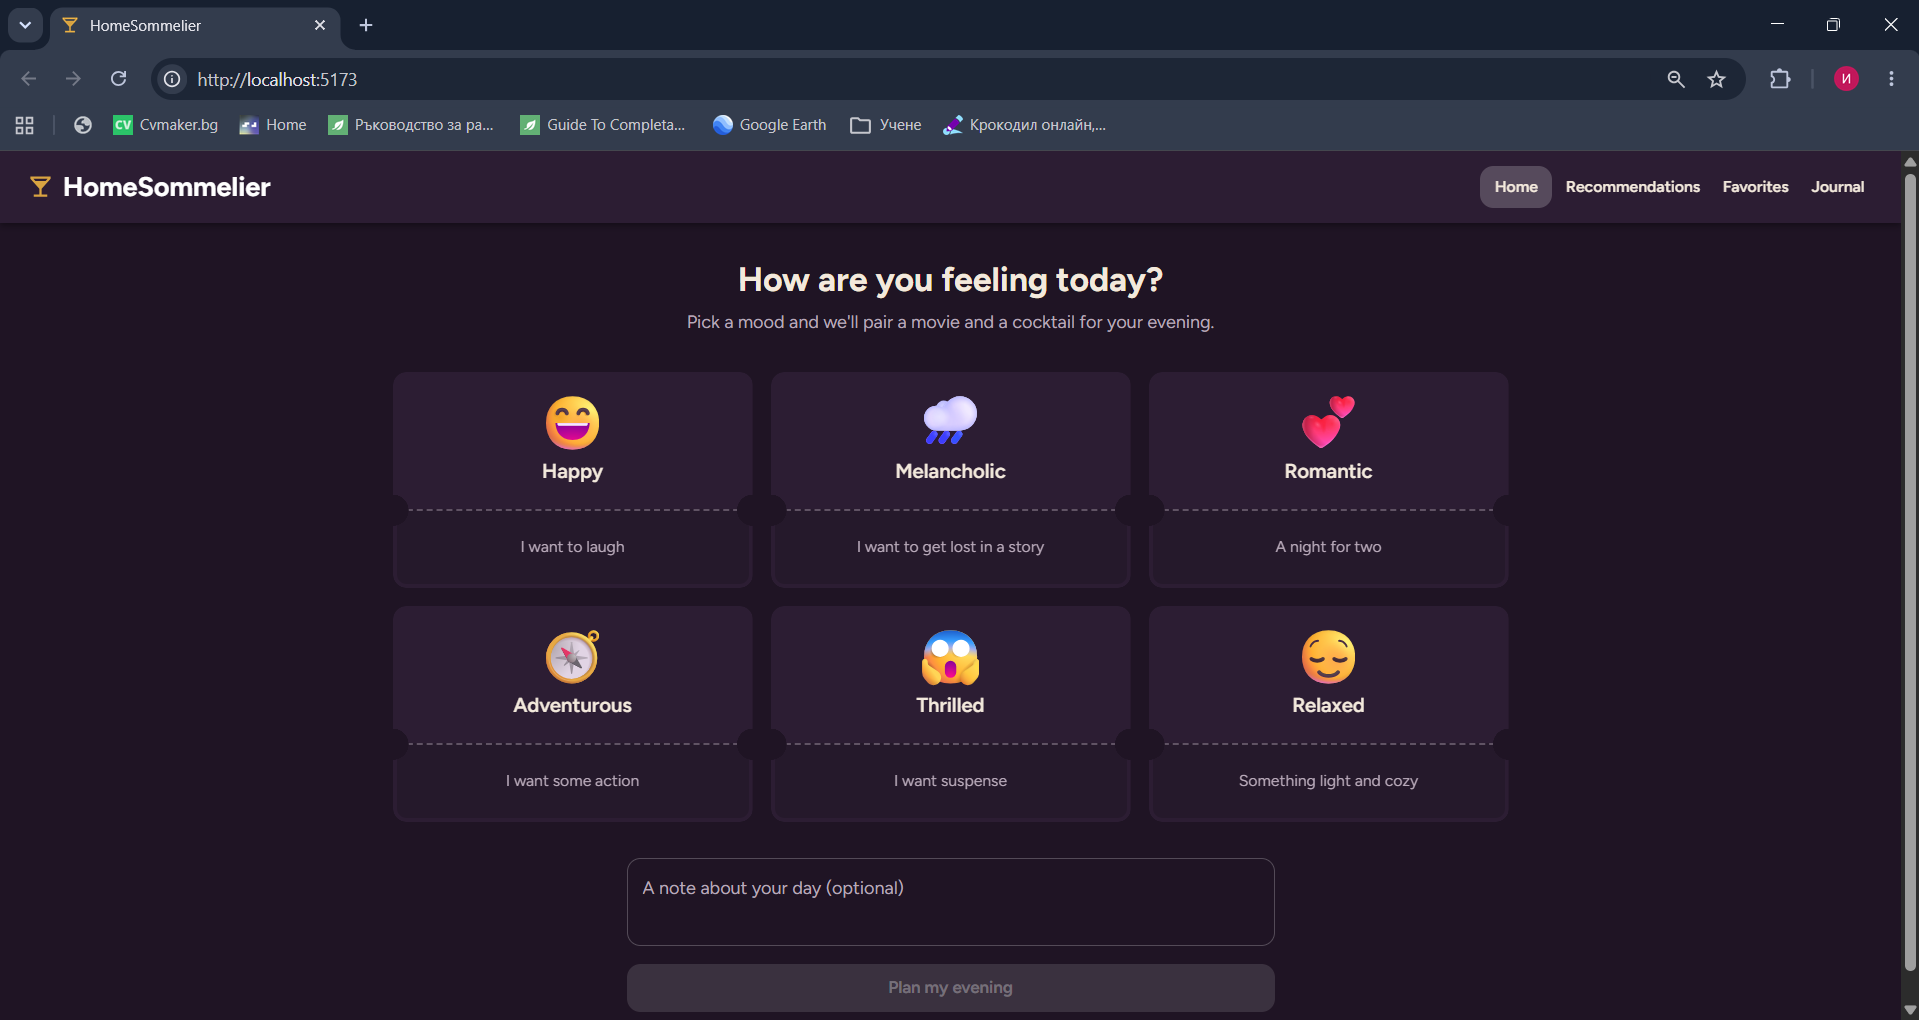 HomeSommelier
http://localhost:5173
И
CV Cvmaker.bg
Home
Ръководство за ра...
Guide To Completa...
Google Earth
Учене
Крокодил онлайн,...
HomeSommelier
Home
Recommendations
Favorites
Journal
How are you feeling today?
Pick a mood and we'll pair a movie and a cocktail for your evening.
Happy
I want to laugh
Melancholic
I want to get lost in a story
Romantic
A night for two
Adventurous
I want some action
Thrilled
I want suspense
Relaxed
Something light and cozy
A note about your day (optional)
Plan my evening